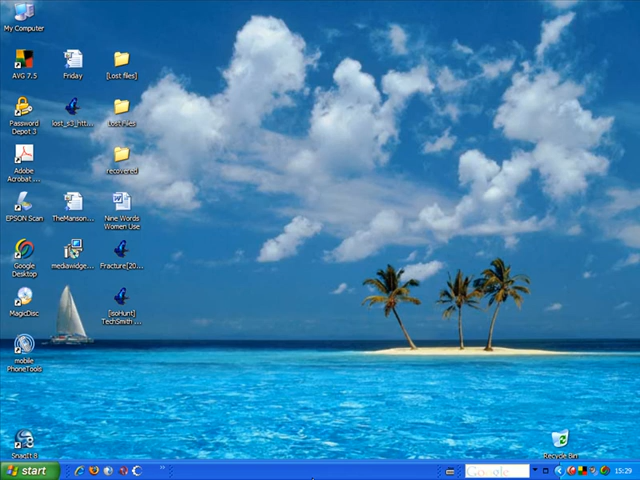 My Computer
AVG 7.5
Friday
[Lost files]
Password
Depot 3
lost_s3_htt...
Lost Files
Adobe
Acrobat ...
recovered
EPSON Scan
TheManson...
Nine Words
Women Use
Google
Desktop
mediawidge...
Fracture[20...
MagicDisc
[isoHunt]
TechSmith ...
mobile
PhoneTools
SnagIt 8
Recycle Bin
start
Google
15:29